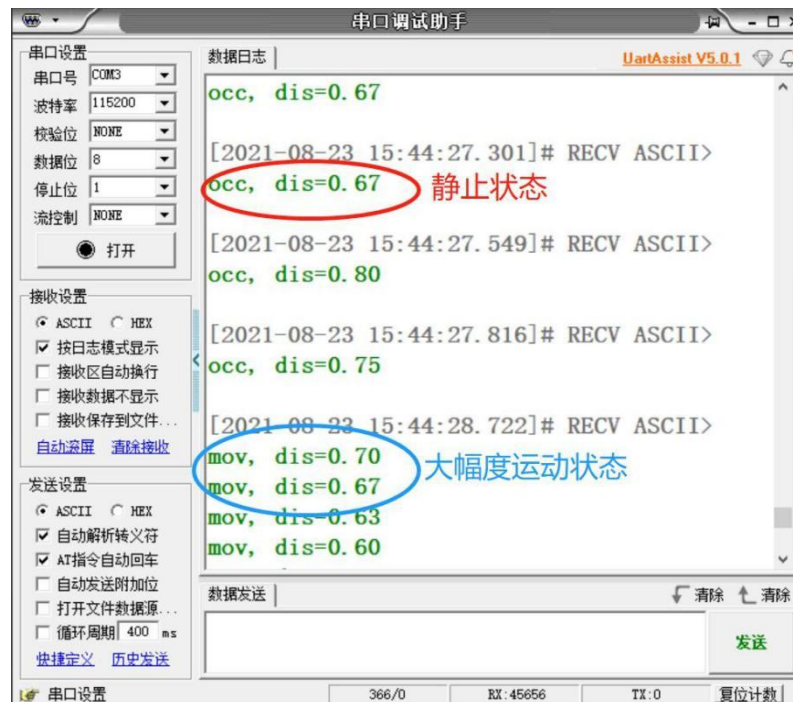 串口调试助手
串口设置
串口号 COM3
波特率 115200
校验位 NONE
数据位 8
停止位 1
流控制 NONE
打开
接收设置
ASCII HEX
按日志模式显示
接收区自动换行
接收数据不显示
接收保存到文件...
自动滚屏 清除接收
发送设置
ASCII HEX
自动解析转义符
AT指令自动回车
自动发送附加位
打开文件数据源...
循环周期 400 ms
快捷定义 历史发送
数据日志 UartAssist V5.0.1
occ, dis=0.67
[2021-08-23 15:44:27.301]# RECV ASCII>
occ, dis=0.67 静止状态
[2021-08-23 15:44:27.549]# RECV ASCII>
occ, dis=0.80
[2021-08-23 15:44:27.816]# RECV ASCII>
occ, dis=0.75
[2021-08-23 15:44:28.722]# RECV ASCII>
mov, dis=0.70
大幅度运动状态
mov, dis=0.67
mov, dis=0.63
mov, dis=0.60
数据发送 清除 清除
发送
串口设置 366/0 RX:45656 TX:0 复位计数